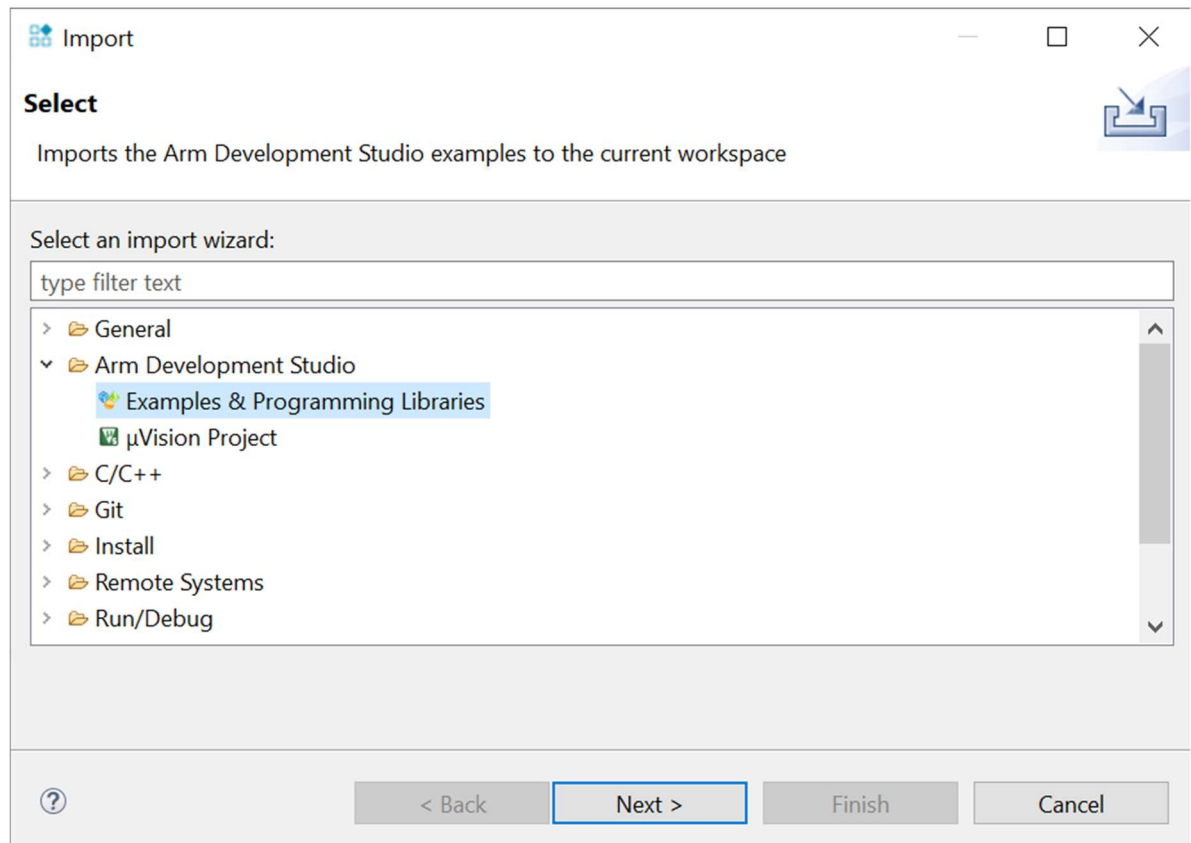 Import
Select
Imports the Arm Development Studio examples to the current workspace
Select an import wizard:
type filter text
General
Arm Development Studio
Examples & Programming Libraries
µVision Project
C/C++
Git
Install
Remote Systems
Run/Debug
< Back Next > Finish Cancel